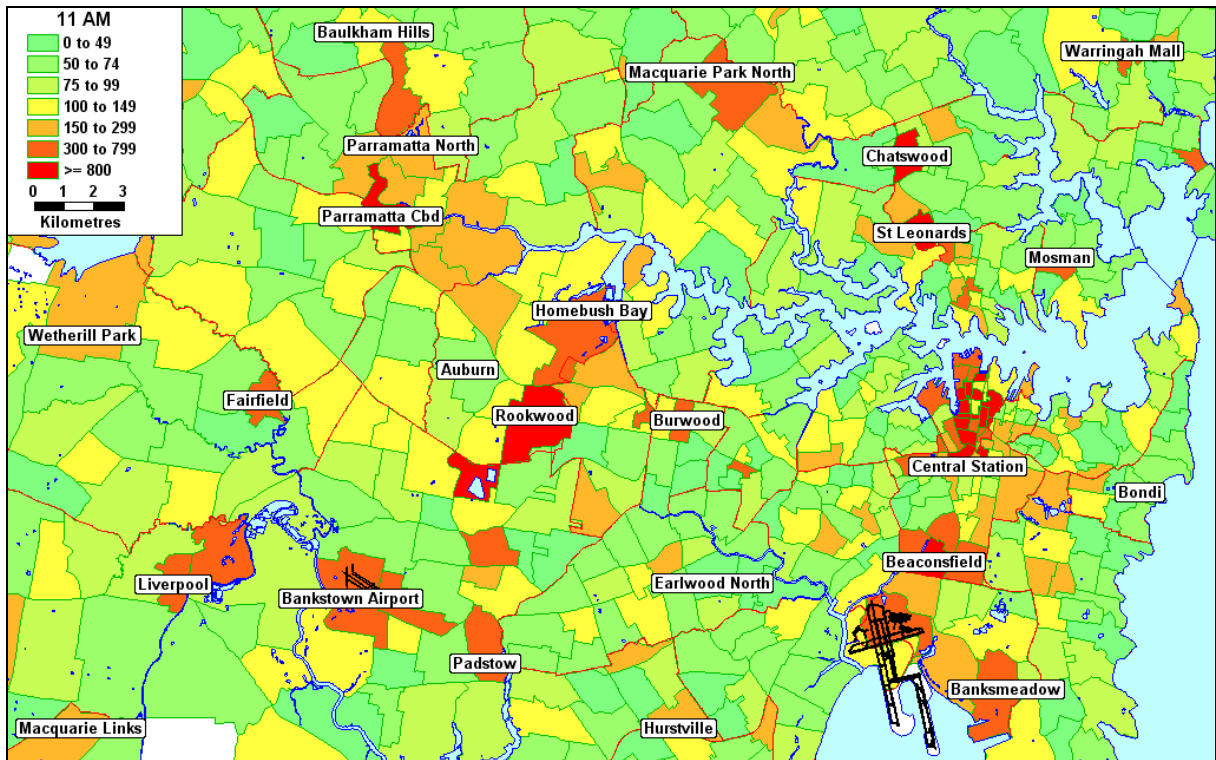 11 AM
0 to 49
50 to 74
75 to 99
100 to 149
150 to 299
300 to 799
>= 800
0 1 2 3
Kilometres
Baulkham Hills
Warringah Mall
Macquarie Park North
Parramatta North
Chatswood
Parramatta Cbd
St Leonards
Mosman
Homebush Bay
Wetherill Park
Auburn
Fairfield
Rookwood
Burwood
Central Station
Bondi
Beaconsfield
Liverpool
Earlwood North
Bankstown Airport
Padstow
Banksmeadow
Macquarie Links
Hurstville